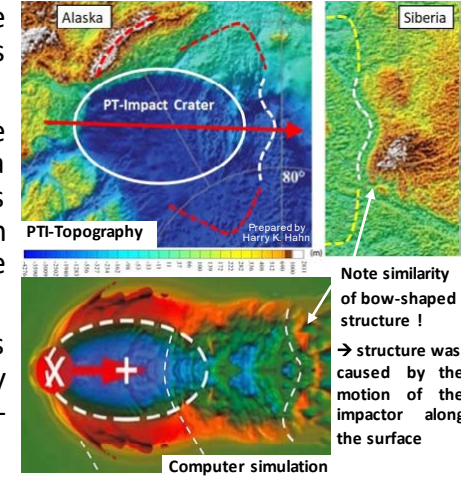 Alaska
Siberia
PT-Impact Crater
80°
PTI-Topography
Prepared by
Harry K. Hahn
(m)
Note similarity
of bow-shaped
structure !
→ structure was
caused by the
motion of the
impactor along
the surface
Computer simulation